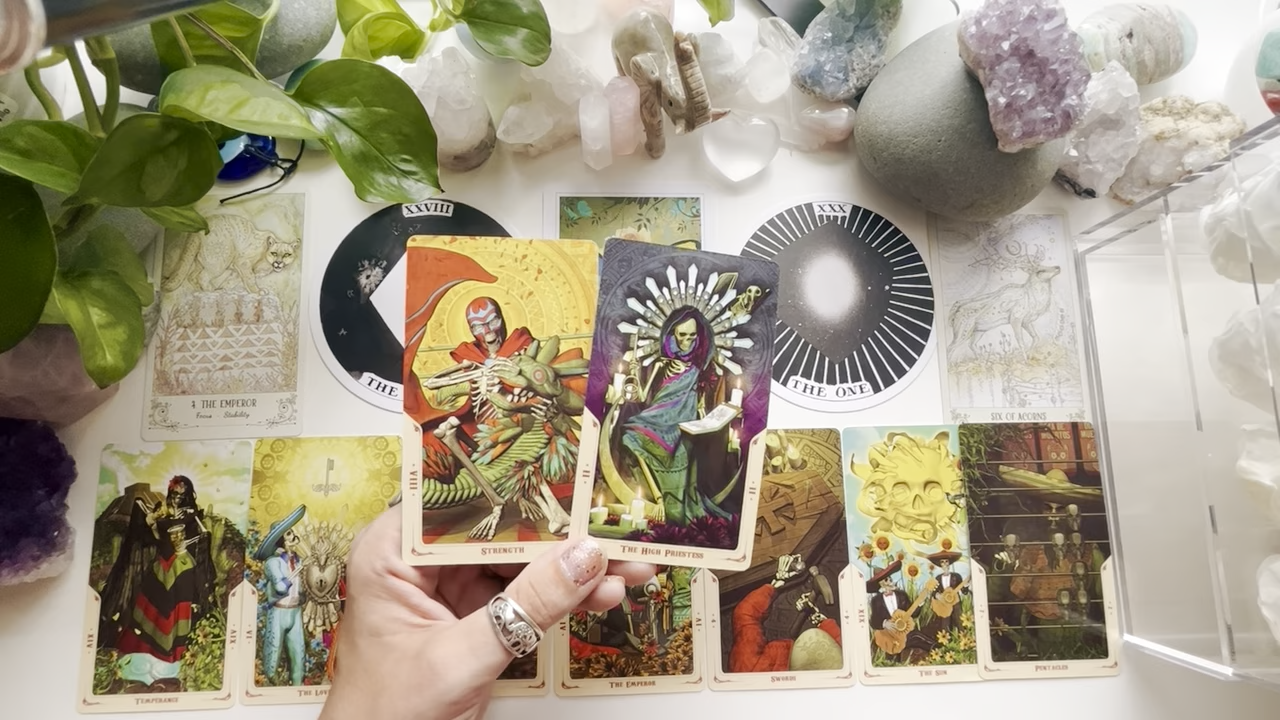 XXVIII
THE
XXX
THE ONE
4 THE EMPEROR
Focus Stability
SIX OF ACORNS
VIII
STRENGTH
II
THE HIGH PRIESTESS
XIV
TEMPERANCE
VI
THE LOV
IV
THE EMPEROR
SWORDS
XIX
THE SUN
PENTACLES